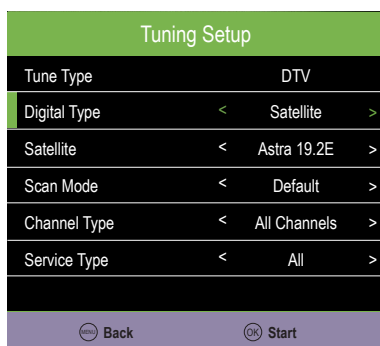 Tuning Setup
Tune Type DTV
Digital Type < Satellite >
Satellite < Astra 19.2E >
Scan Mode < Default >
Channel Type < All Channels >
Service Type < All >
MENU Back OK Start